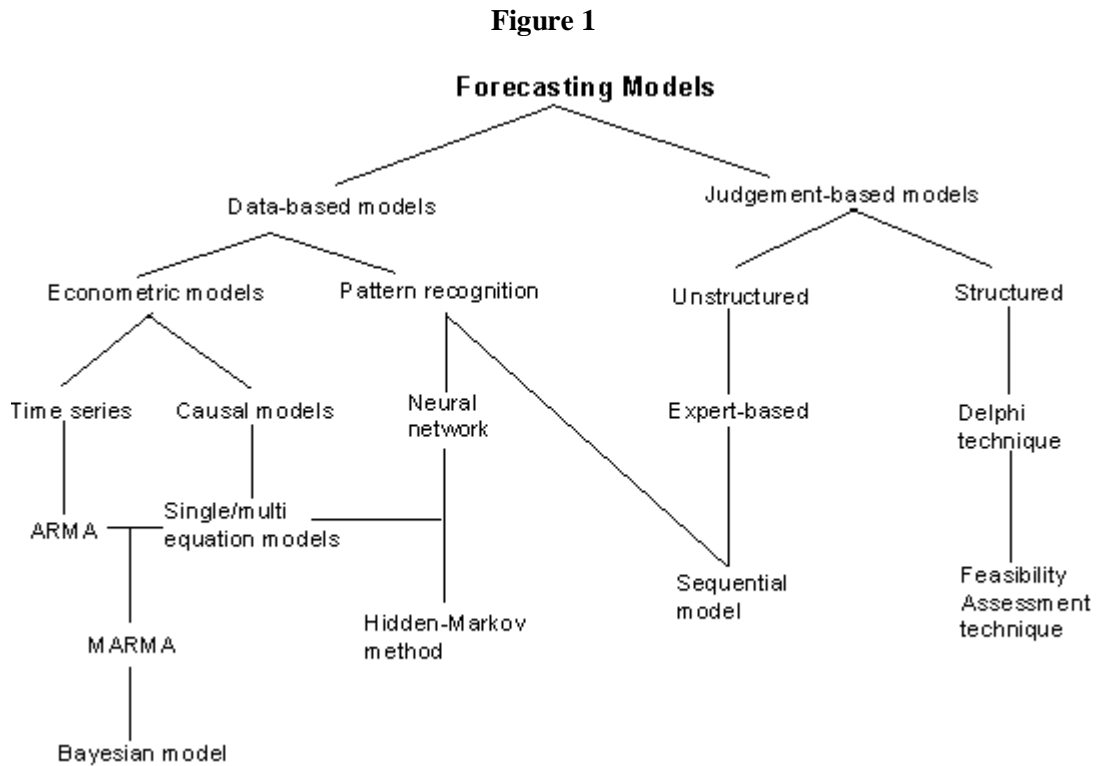 Figure 1
Forecasting Models
Data-based models
Judgement-based models
Econometric models
Pattern recognition
Unstructured
Structured
Time series
Causal models
Neural
network
Expert-based
Delphi
technique
ARMA
Single/multi
equation models
Sequential
model
Feasibility
Assessment
technique
MARMA
Hidden-Markov
method
Bayesian model